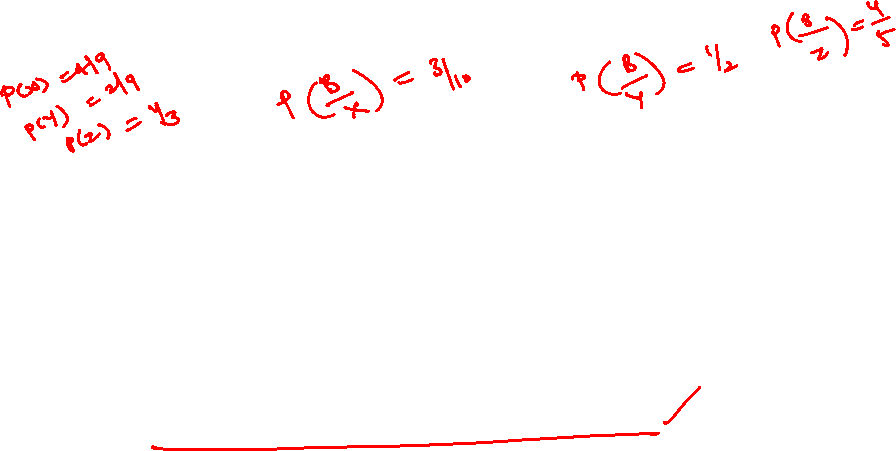 P(x) = 4/9
P(Y) = 2/9
P(Z) = 1/3
P(B/X) = 3/10
P(B/Y) = 1/2
P(B/Z) = 4/5